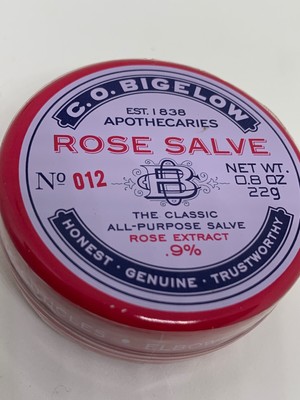 C.O. BIGELOW
EST. 1838
APOTHECARIES
ROSE SALVE
Nº 012
NET WT.
0.8 OZ
22g
THE CLASSIC
ALL-PURPOSE SALVE
ROSE EXTRACT
.9%
HONEST · GENUINE · TRUSTWORTHY